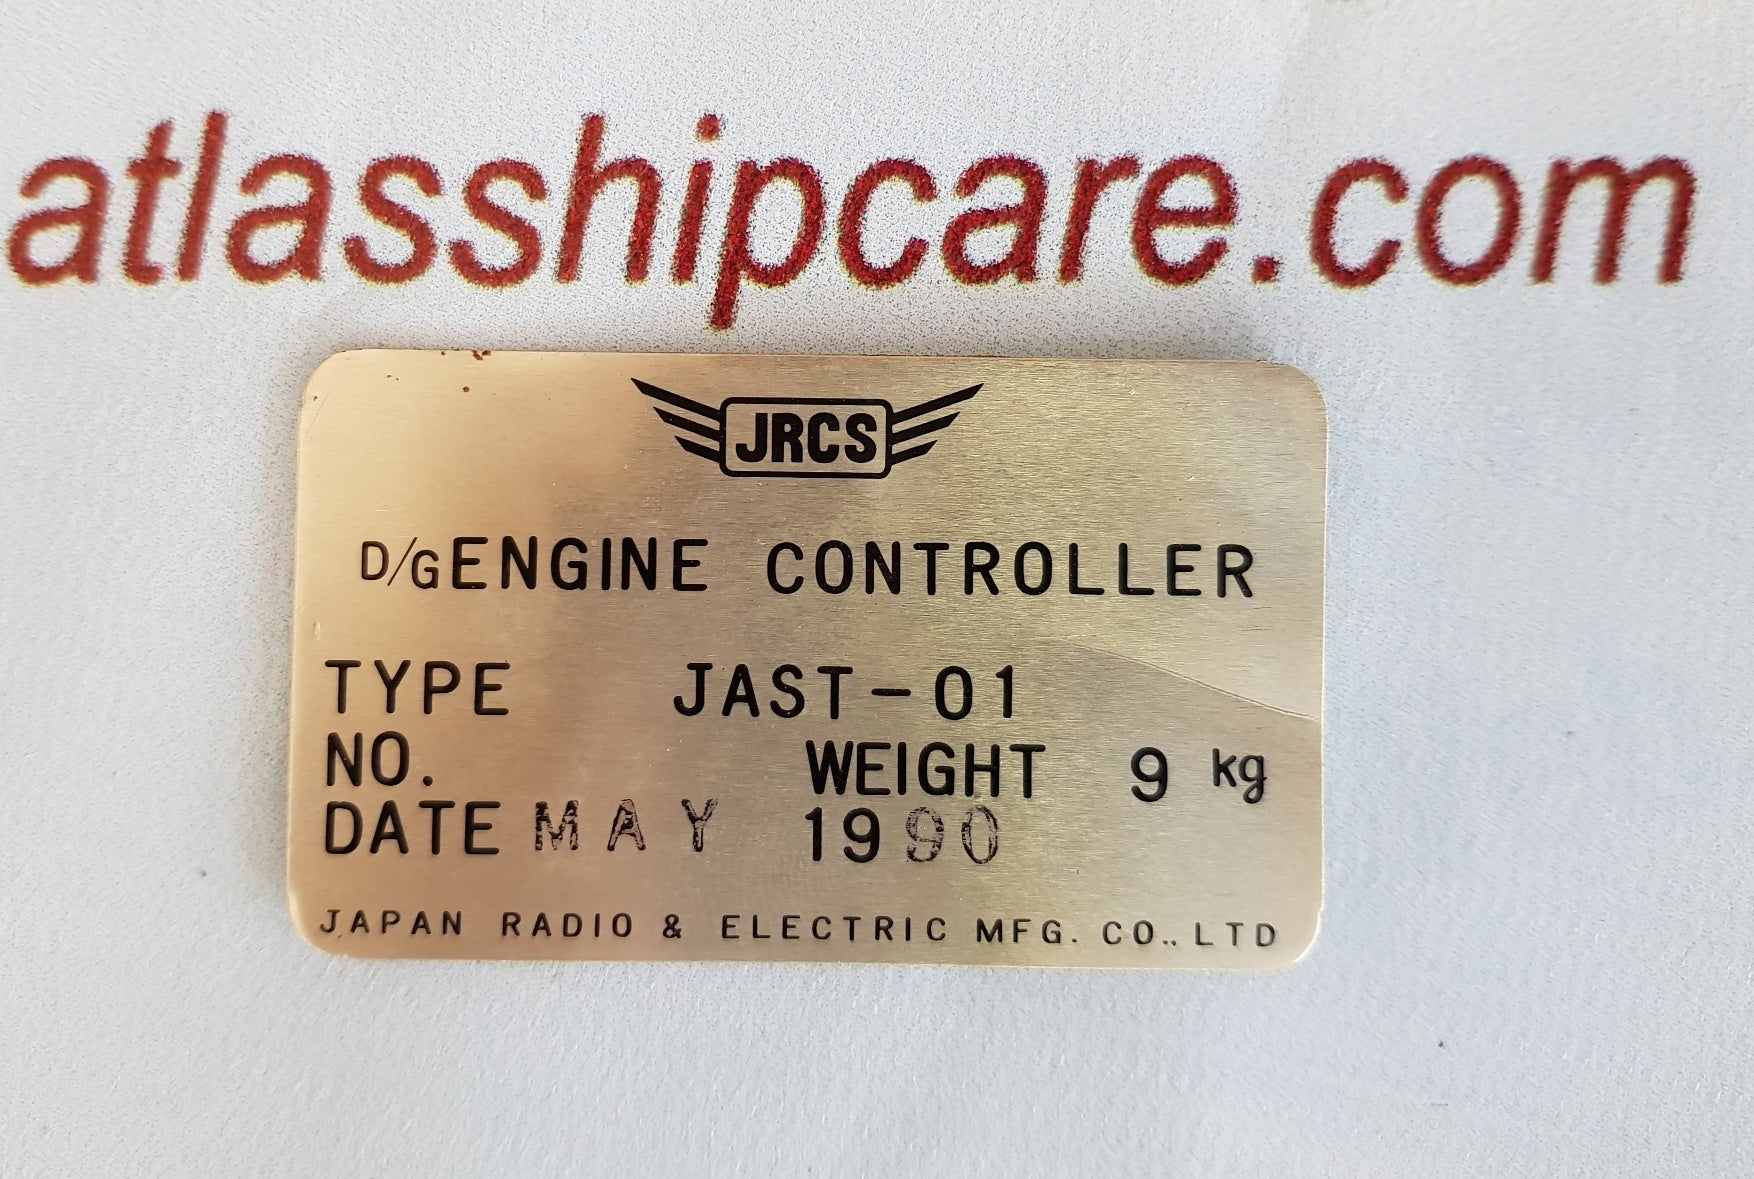 atlasshipcare.com
JRCS
D/GENGINE CONTROLLER
TYPE JAST-01
NO. WEIGHT 9 kg
DATE MAY 1990
JAPAN RADIO & ELECTRIC MFG. CO.. LTD